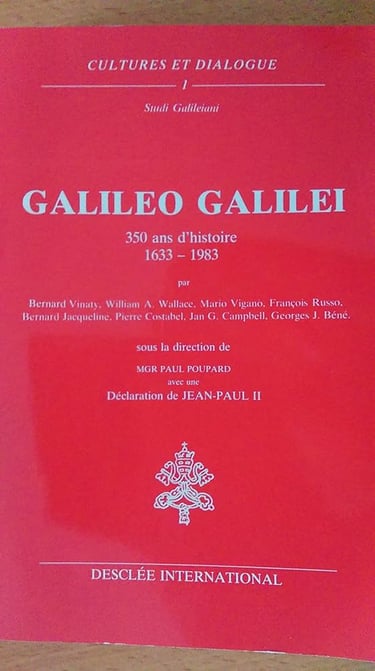 CULTURES ET DIALOGUE
1
Studi Galileiani
GALILEO GALILEI
350 ans d'histoire
1633 – 1983
par
Bernard Vinaty, William A. Wallace, Mario Vigano, François Russo,
Bernard Jacqueline, Pierre Costabel, Jan G. Campbell, Georges J. Béné.
sous la direction de
MGR PAUL POUPARD
avec une
Déclaration de JEAN-PAUL II
DESCLÉE INTERNATIONAL